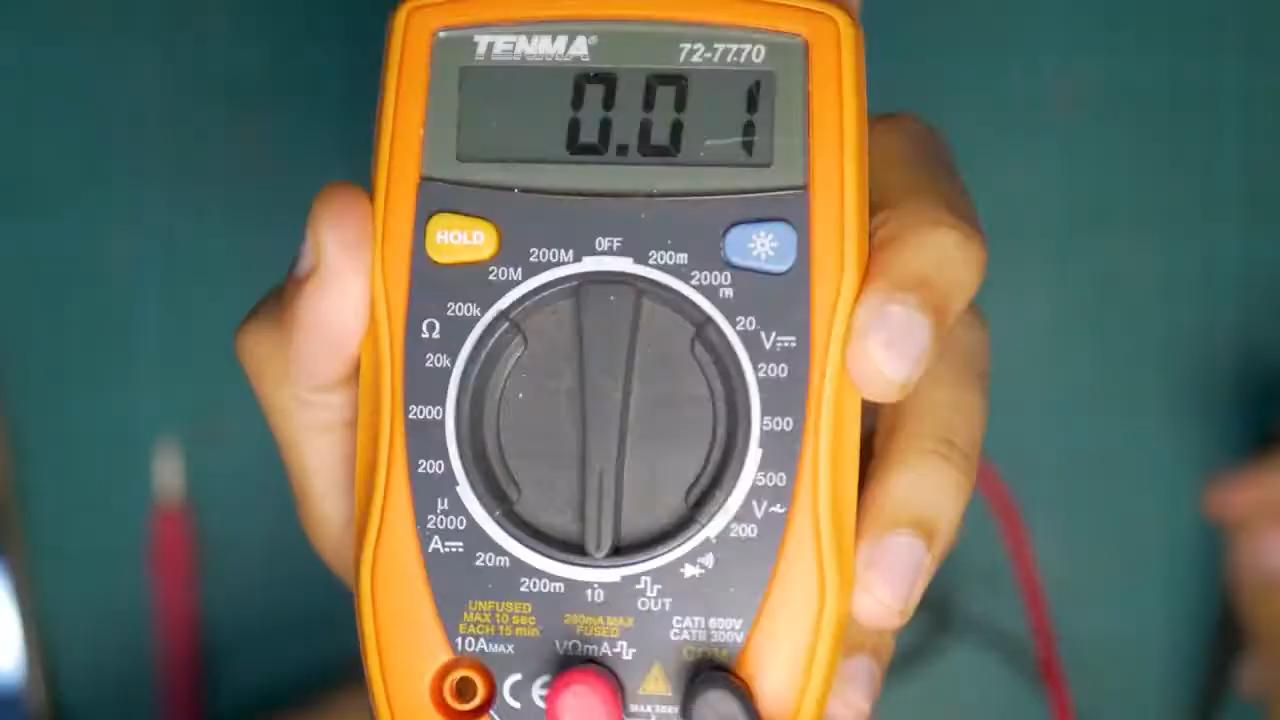 TENMA® 72-7770
0.01
HOLD
OFF
200M 200m
20M 2000
m
200k 20
Ω V⎓
20k 200
2000 500
200 500
µ V~
2000 200
A⎓
20m
200m 10
OUT
UNFUSED
MAX 10 sec
EACH 15 min
200mA MAX
FUSED
CATI 600V
CATII 300V
10AMAX VΩmA COM
CE